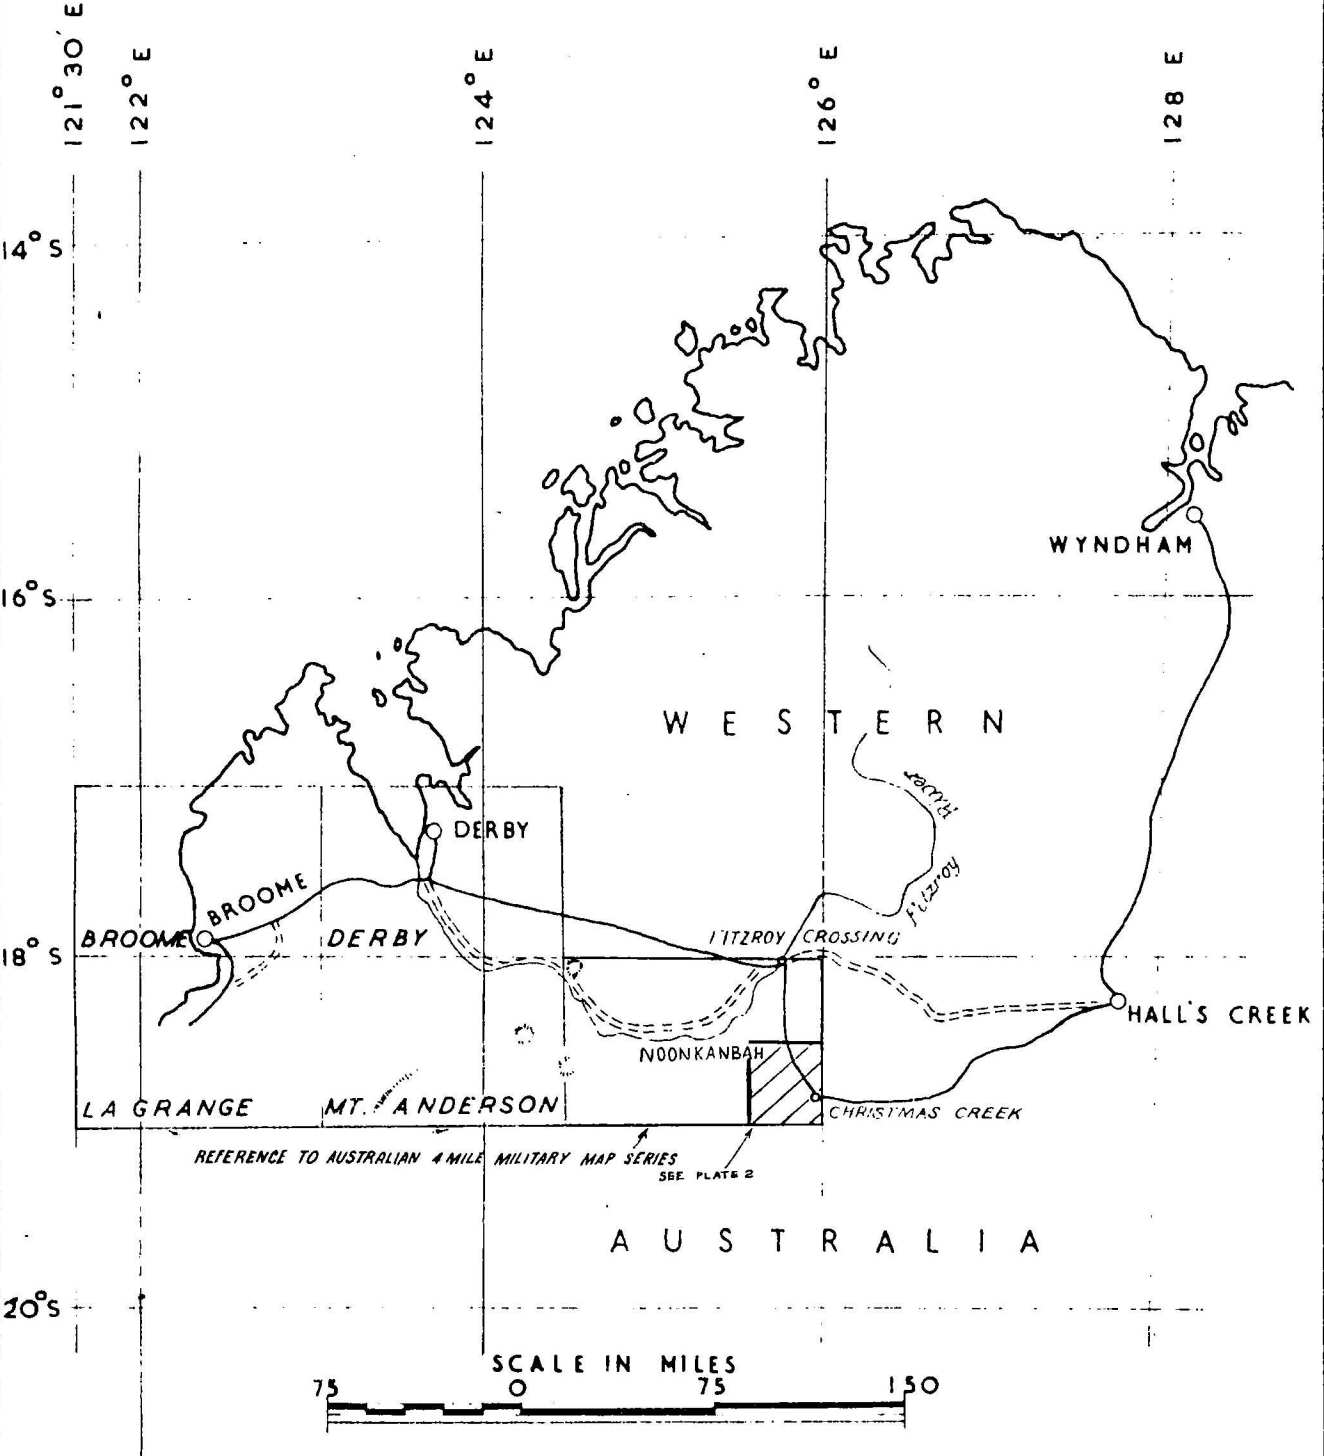 121°30' E
122° E
124° E
126° E
128 E
14° S
WYNDHAM
16° S
WESTERN
River
Fitzroy
DERBY
BROOME
BROOME
DERBY
FITZROY CROSSING
18° S
HALL'S CREEK
NOONKANBAH
LA GRANGE
MT. ANDERSON
CHRISTMAS CREEK
REFERENCE TO AUSTRALIAN 4 MILE MILITARY MAP SERIES
SEE PLATE 2
AUSTRALIA
20° S
SCALE IN MILES
75 0 75 150